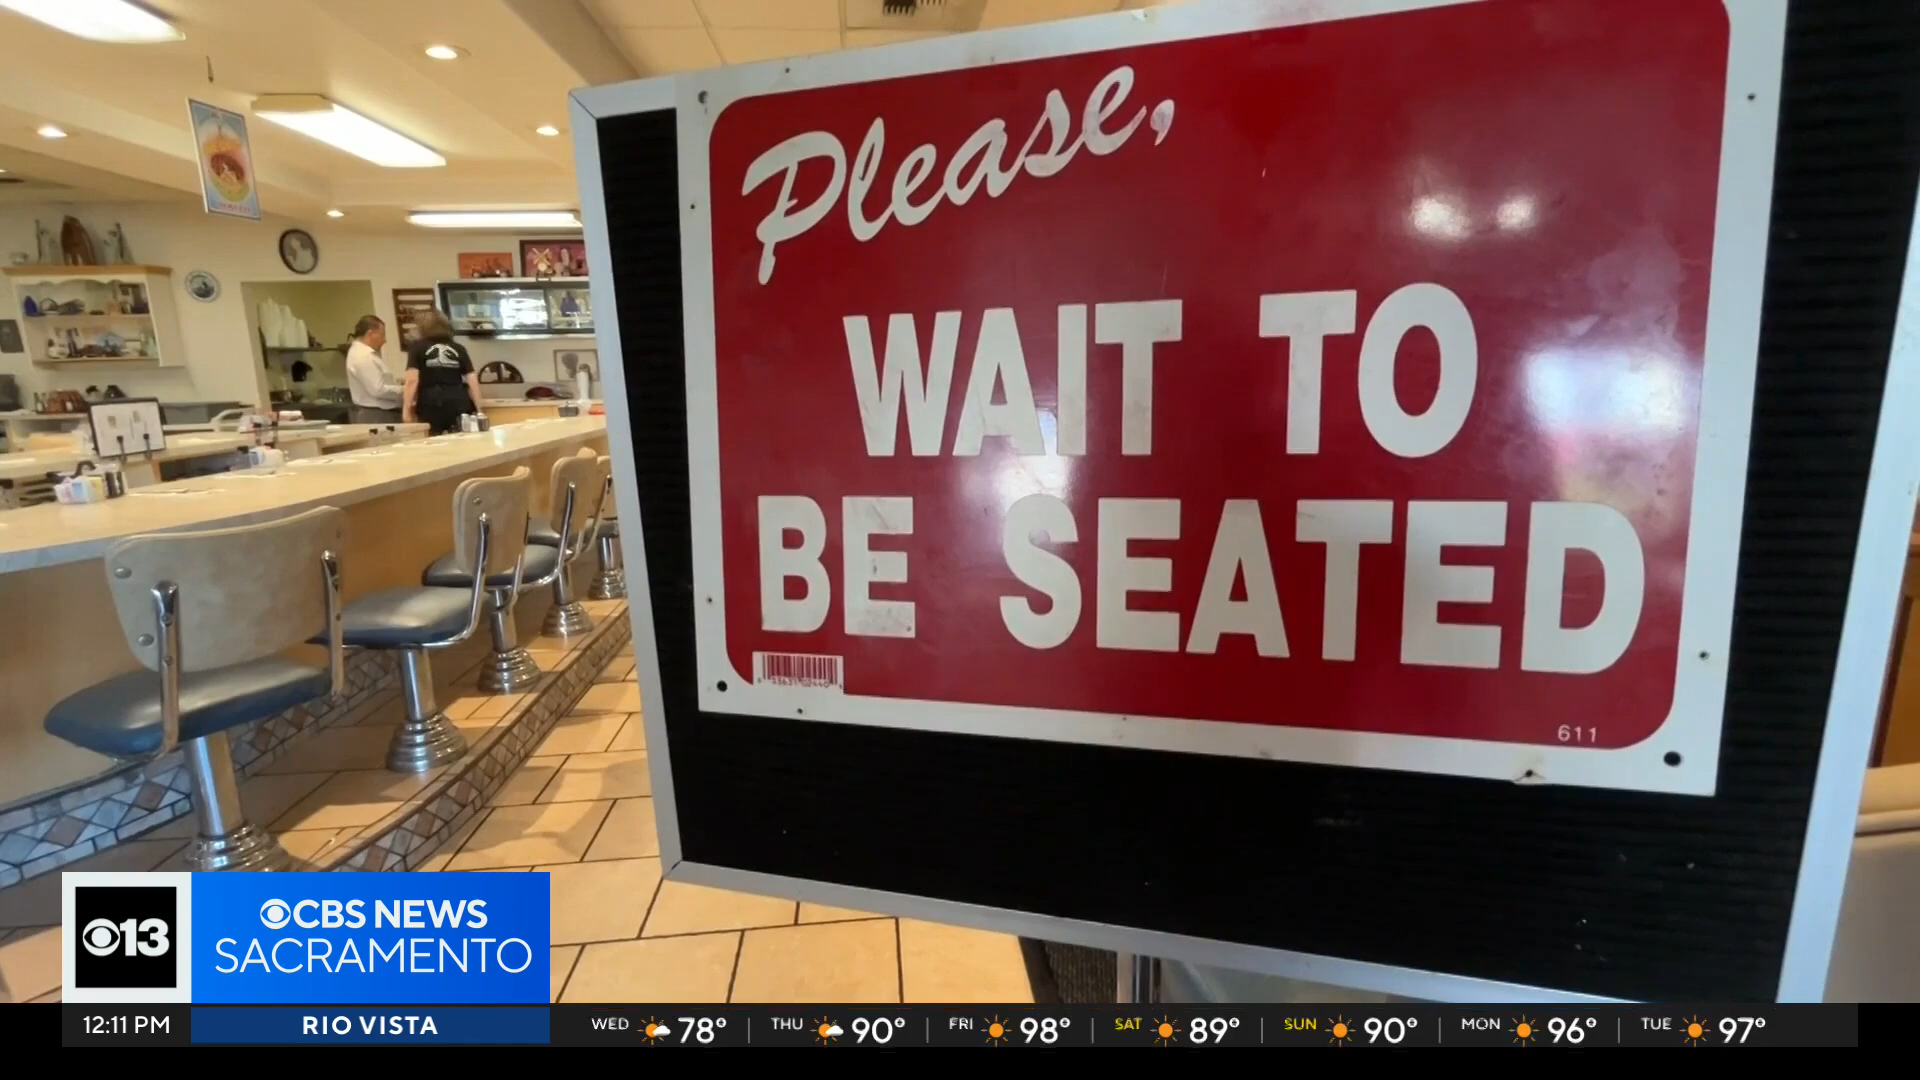 Please,
WAIT TO
BE SEATED
611
13
CBS NEWS
SACRAMENTO
12:11 PM
RIO VISTA
WED 78° THU 90° FRI 98° SAT 89° SUN 90° MON 96° TUE 97°